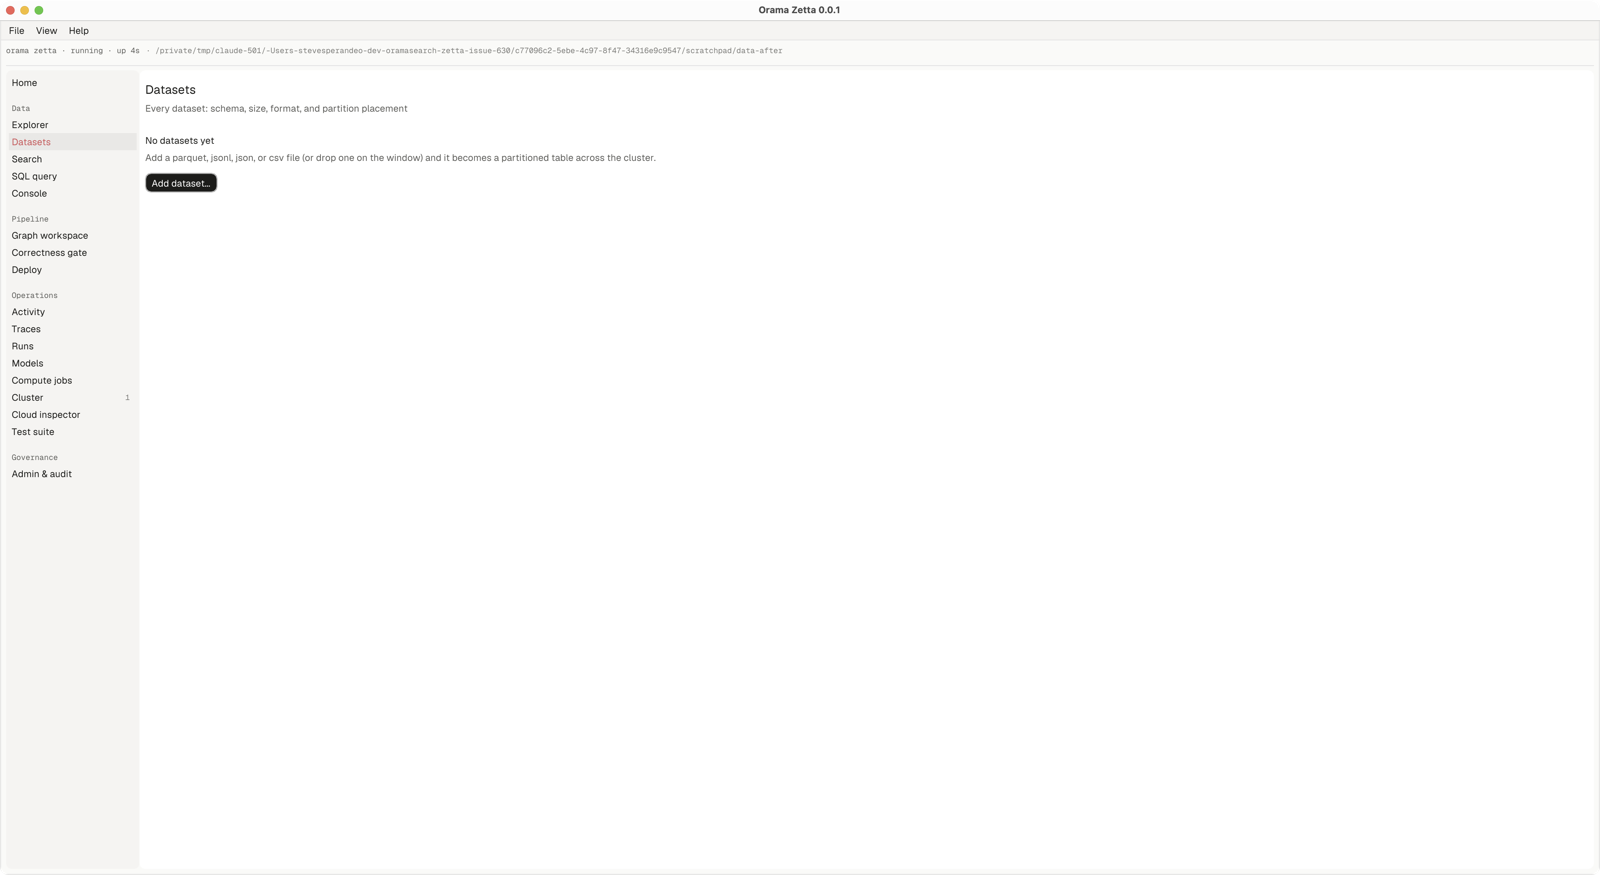 Orama Zetta 0.0.1
File View Help
orama zetta · running · up 4s · /private/tmp/claude-501/-Users-stevesperandeo-dev-oramasearch-zetta-issue-630/c77096c2-5ebe-4c97-8f47-34316e9c9547/scratchpad/data-after
Home
Data
Explorer
Datasets
Search
SQL query
Console
Pipeline
Graph workspace
Correctness gate
Deploy
Operations
Activity
Traces
Runs
Models
Compute jobs
Cluster 1
Cloud inspector
Test suite
Governance
Admin & audit
Datasets
Every dataset: schema, size, format, and partition placement
No datasets yet
Add a parquet, jsonl, json, or csv file (or drop one on the window) and it becomes a partitioned table across the cluster.
Add dataset...